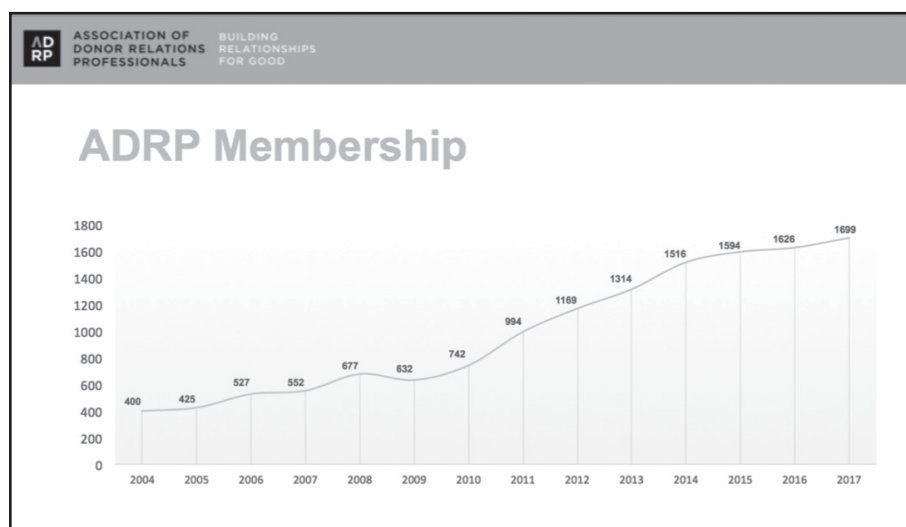 ADRP
ASSOCIATION OF
DONOR RELATIONS
PROFESSIONALS
BUILDING
RELATIONSHIPS
FOR GOOD
ADRP Membership
1800
1600
1400
1200
1000
800
600
400
200
0
400
425
527
552
677
632
742
994
1169
1314
1516
1594
1626
1699
2004 2005 2006 2007 2008 2009 2010 2011 2012 2013 2014 2015 2016 2017